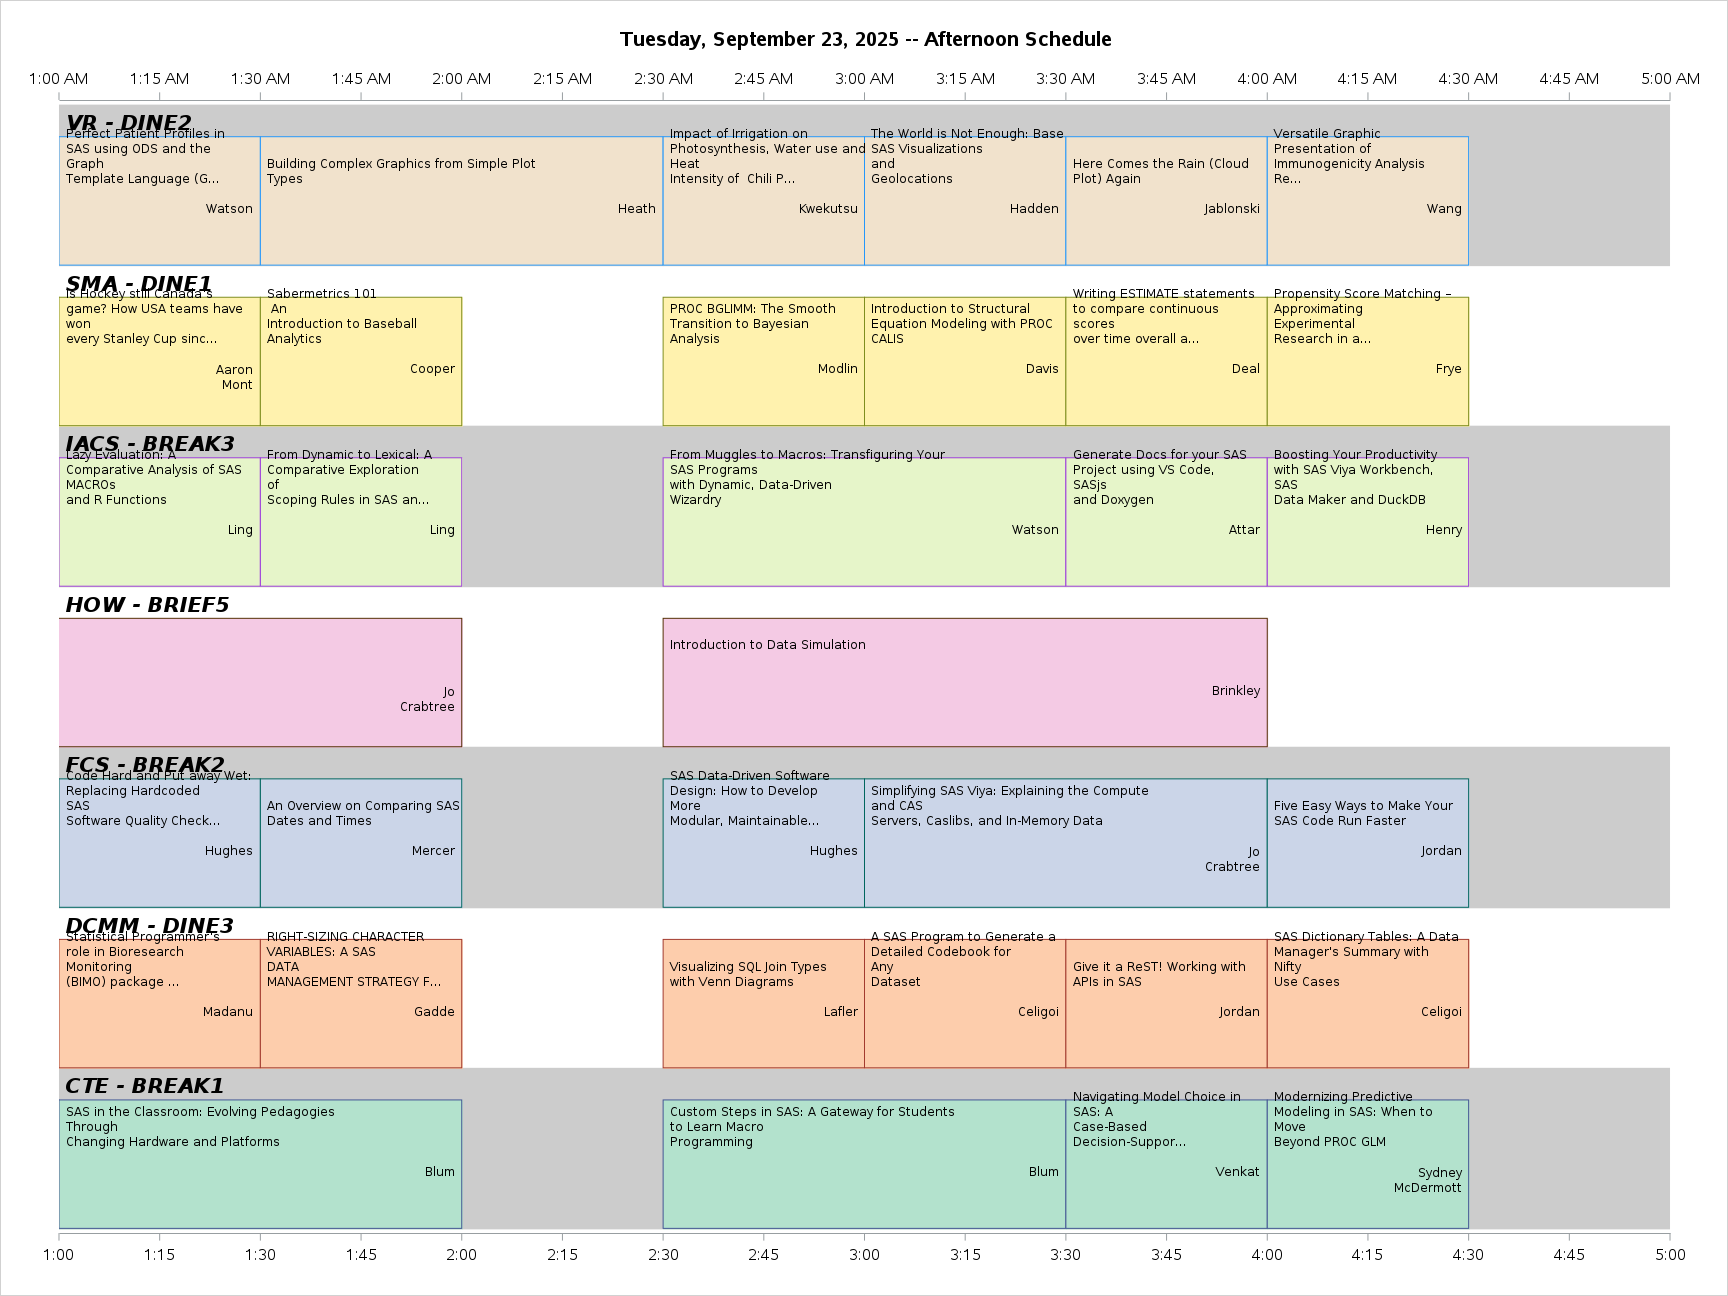 Tuesday, September 23, 2025 -- Afternoon Schedule
1:00 AM 1:15 AM 1:30 AM 1:45 AM 2:00 AM 2:15 AM 2:30 AM 2:45 AM 3:00 AM 3:15 AM 3:30 AM 3:45 AM 4:00 AM 4:15 AM 4:30 AM 4:45 AM 5:00 AM
VR - DINE2
Perfect Patient Profiles in
SAS using ODS and the
Graph
Template Language (G...
Watson
Building Complex Graphics from Simple Plot
Types
Heath
Impact of Irrigation on
Photosynthesis, Water use and
Heat
Intensity of  Chili P...
Kwekutsu
The World is Not Enough: Base
SAS Visualizations
and
Geolocations
Hadden
Here Comes the Rain (Cloud
Plot) Again
Jablonski
Versatile Graphic
Presentation of
Immunogenicity Analysis
Re...
Wang
SMA - DINE1
Is Hockey still Canada's
game? How USA teams have
won
every Stanley Cup sinc...
Aaron
Mont
Sabermetrics 101
An
Introduction to Baseball
Analytics
Cooper
PROC BGLIMM: The Smooth
Transition to Bayesian
Analysis
Modlin
Introduction to Structural
Equation Modeling with PROC
CALIS
Davis
Writing ESTIMATE statements
to compare continuous
scores
over time overall a...
Deal
Propensity Score Matching –
Approximating
Experimental
Research in a...
Frye
IACS - BREAK3
Lazy Evaluation: A
Comparative Analysis of SAS
MACROs
and R Functions
Ling
From Dynamic to Lexical: A
Comparative Exploration
of
Scoping Rules in SAS an...
Ling
From Muggles to Macros: Transfiguring Your
SAS Programs
with Dynamic, Data-Driven
Wizardry
Watson
Generate Docs for your SAS
Project using VS Code,
SASjs
and Doxygen
Attar
Boosting Your Productivity
with SAS Viya Workbench,
SAS
Data Maker and DuckDB
Henry
HOW - BRIEF5
Jo
Crabtree
Introduction to Data Simulation
Brinkley
FCS - BREAK2
Code Hard and Put away Wet:
Replacing Hardcoded
SAS
Software Quality Check...
Hughes
An Overview on Comparing SAS
Dates and Times
Mercer
SAS Data-Driven Software
Design: How to Develop
More
Modular, Maintainable...
Hughes
Simplifying SAS Viya: Explaining the Compute
and CAS
Servers, Caslibs, and In-Memory Data
Jo
Crabtree
Five Easy Ways to Make Your
SAS Code Run Faster
Jordan
DCMM - DINE3
Statistical Programmer's
role in Bioresearch
Monitoring
(BIMO) package ...
Madanu
RIGHT-SIZING CHARACTER
VARIABLES: A SAS
DATA
MANAGEMENT STRATEGY F...
Gadde
Visualizing SQL Join Types
with Venn Diagrams
Lafler
A SAS Program to Generate a
Detailed Codebook for
Any
Dataset
Celigoi
Give it a ReST! Working with
APIs in SAS
Jordan
SAS Dictionary Tables: A Data
Manager's Summary with
Nifty
Use Cases
Celigoi
CTE - BREAK1
SAS in the Classroom: Evolving Pedagogies
Through
Changing Hardware and Platforms
Blum
Custom Steps in SAS: A Gateway for Students
to Learn Macro
Programming
Blum
Navigating Model Choice in
SAS: A
Case-Based
Decision-Suppor...
Venkat
Modernizing Predictive
Modeling in SAS: When to
Move
Beyond PROC GLM
Sydney
McDermott
1:00 1:15 1:30 1:45 2:00 2:15 2:30 2:45 3:00 3:15 3:30 3:45 4:00 4:15 4:30 4:45 5:00